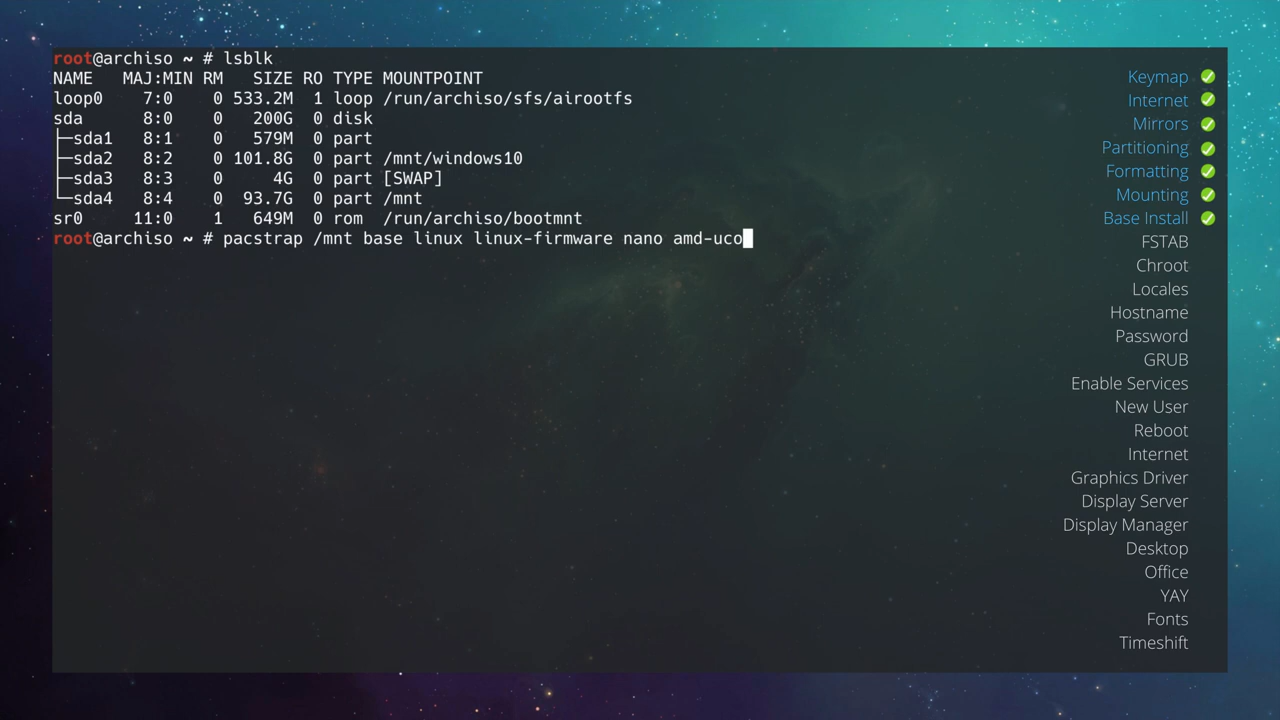 root@archiso ~ # lsblk
NAME   MAJ:MIN RM   SIZE RO TYPE MOUNTPOINT
loop0    7:0    0 533.2M  1 loop /run/archiso/sfs/airootfs
sda      8:0    0   200G  0 disk
├─sda1   8:1    0   579M  0 part
├─sda2   8:2    0 101.8G  0 part /mnt/windows10
├─sda3   8:3    0     4G  0 part [SWAP]
└─sda4   8:4    0  93.7G  0 part /mnt
sr0     11:0    1   649M  0 rom  /run/archiso/bootmnt
root@archiso ~ # pacstrap /mnt base linux linux-firmware nano amd-uco
Keymap
Internet
Mirrors
Partitioning
Formatting
Mounting
Base Install
FSTAB
Chroot
Locales
Hostname
Password
GRUB
Enable Services
New User
Reboot
Internet
Graphics Driver
Display Server
Display Manager
Desktop
Office
YAY
Fonts
Timeshift